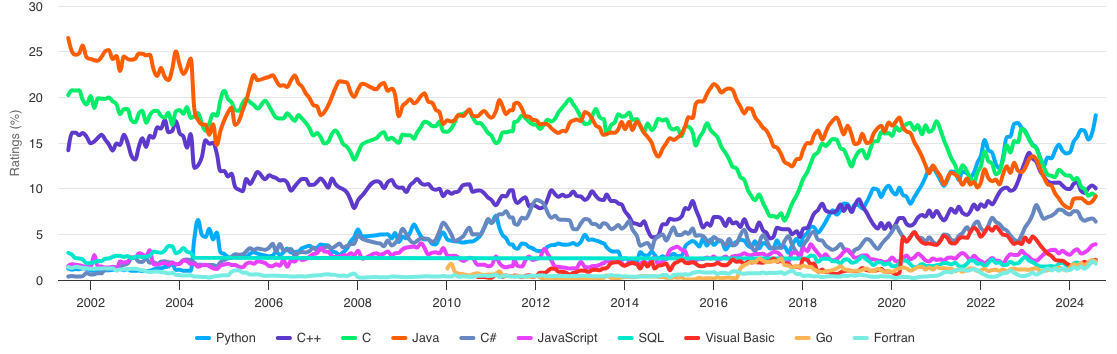 30
25
20
15
10
5
0
Ratings (%)
2002 2004 2006 2008 2010 2012 2014 2016 2018 2020 2022 2024
Python C++ C Java C# JavaScript SQL Visual Basic Go Fortran